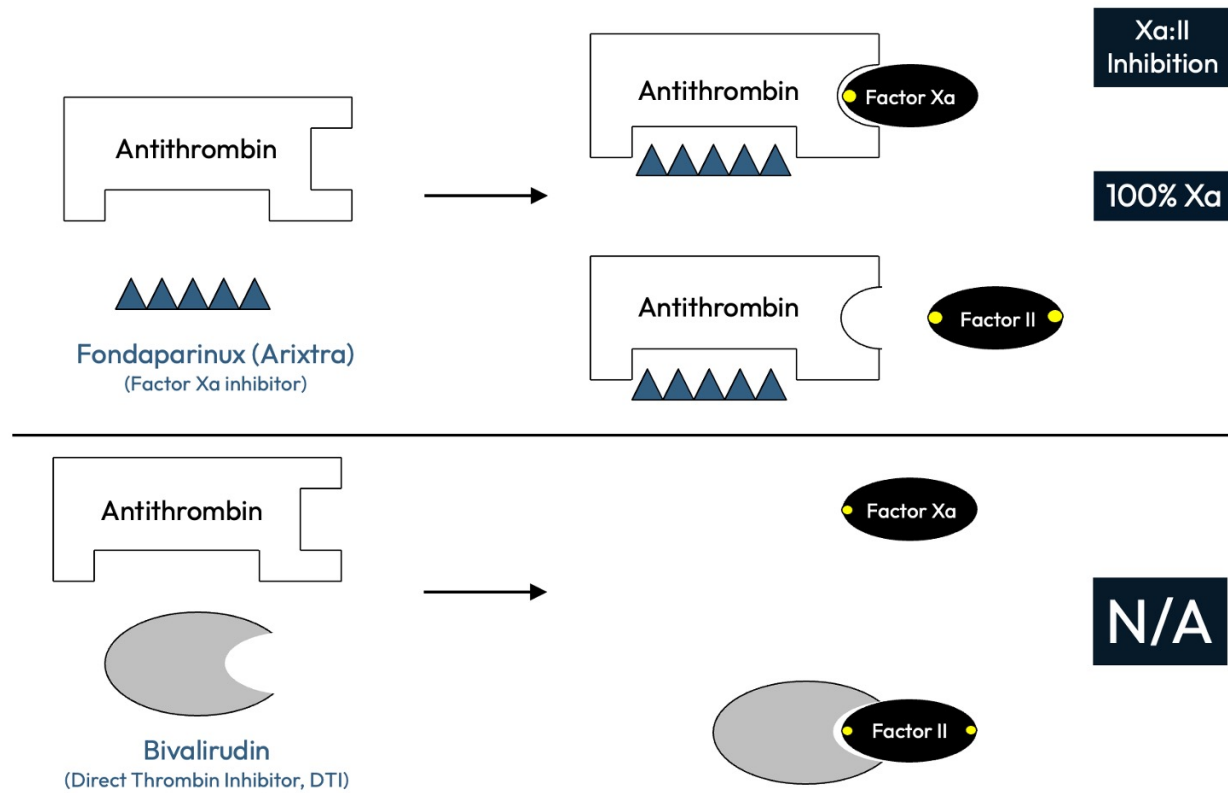 Xa:II
Inhibition
Antithrombin
Factor Xa
Antithrombin
100% Xa
Antithrombin
Factor II
Fondaparinux (Arixtra)
(Factor Xa inhibitor)
Antithrombin
Factor Xa
N/A
Factor II
Bivalirudin
(Direct Thrombin Inhibitor, DTI)